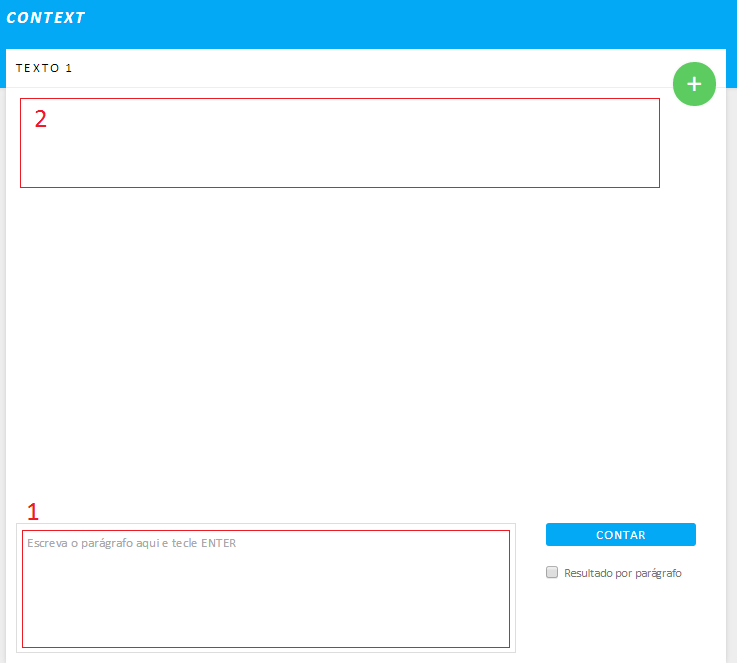 CONTEXT
TEXTO 1
+
2
1
Escreva o parágrafo aqui e tecle ENTER
CONTAR
Resultado por parágrafo